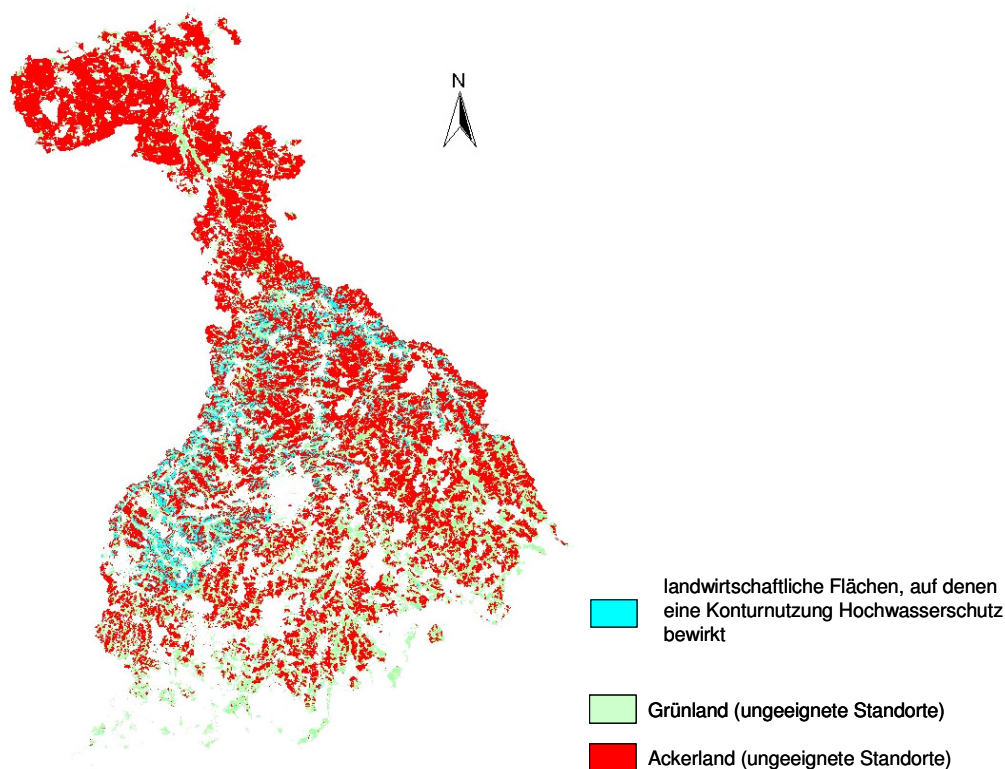 N
landwirtschaftliche Flächen, auf denen
eine Konturnutzung Hochwasserschutz
bewirkt
Grünland (ungeeignete Standorte)
Ackerland (ungeeignete Standorte)